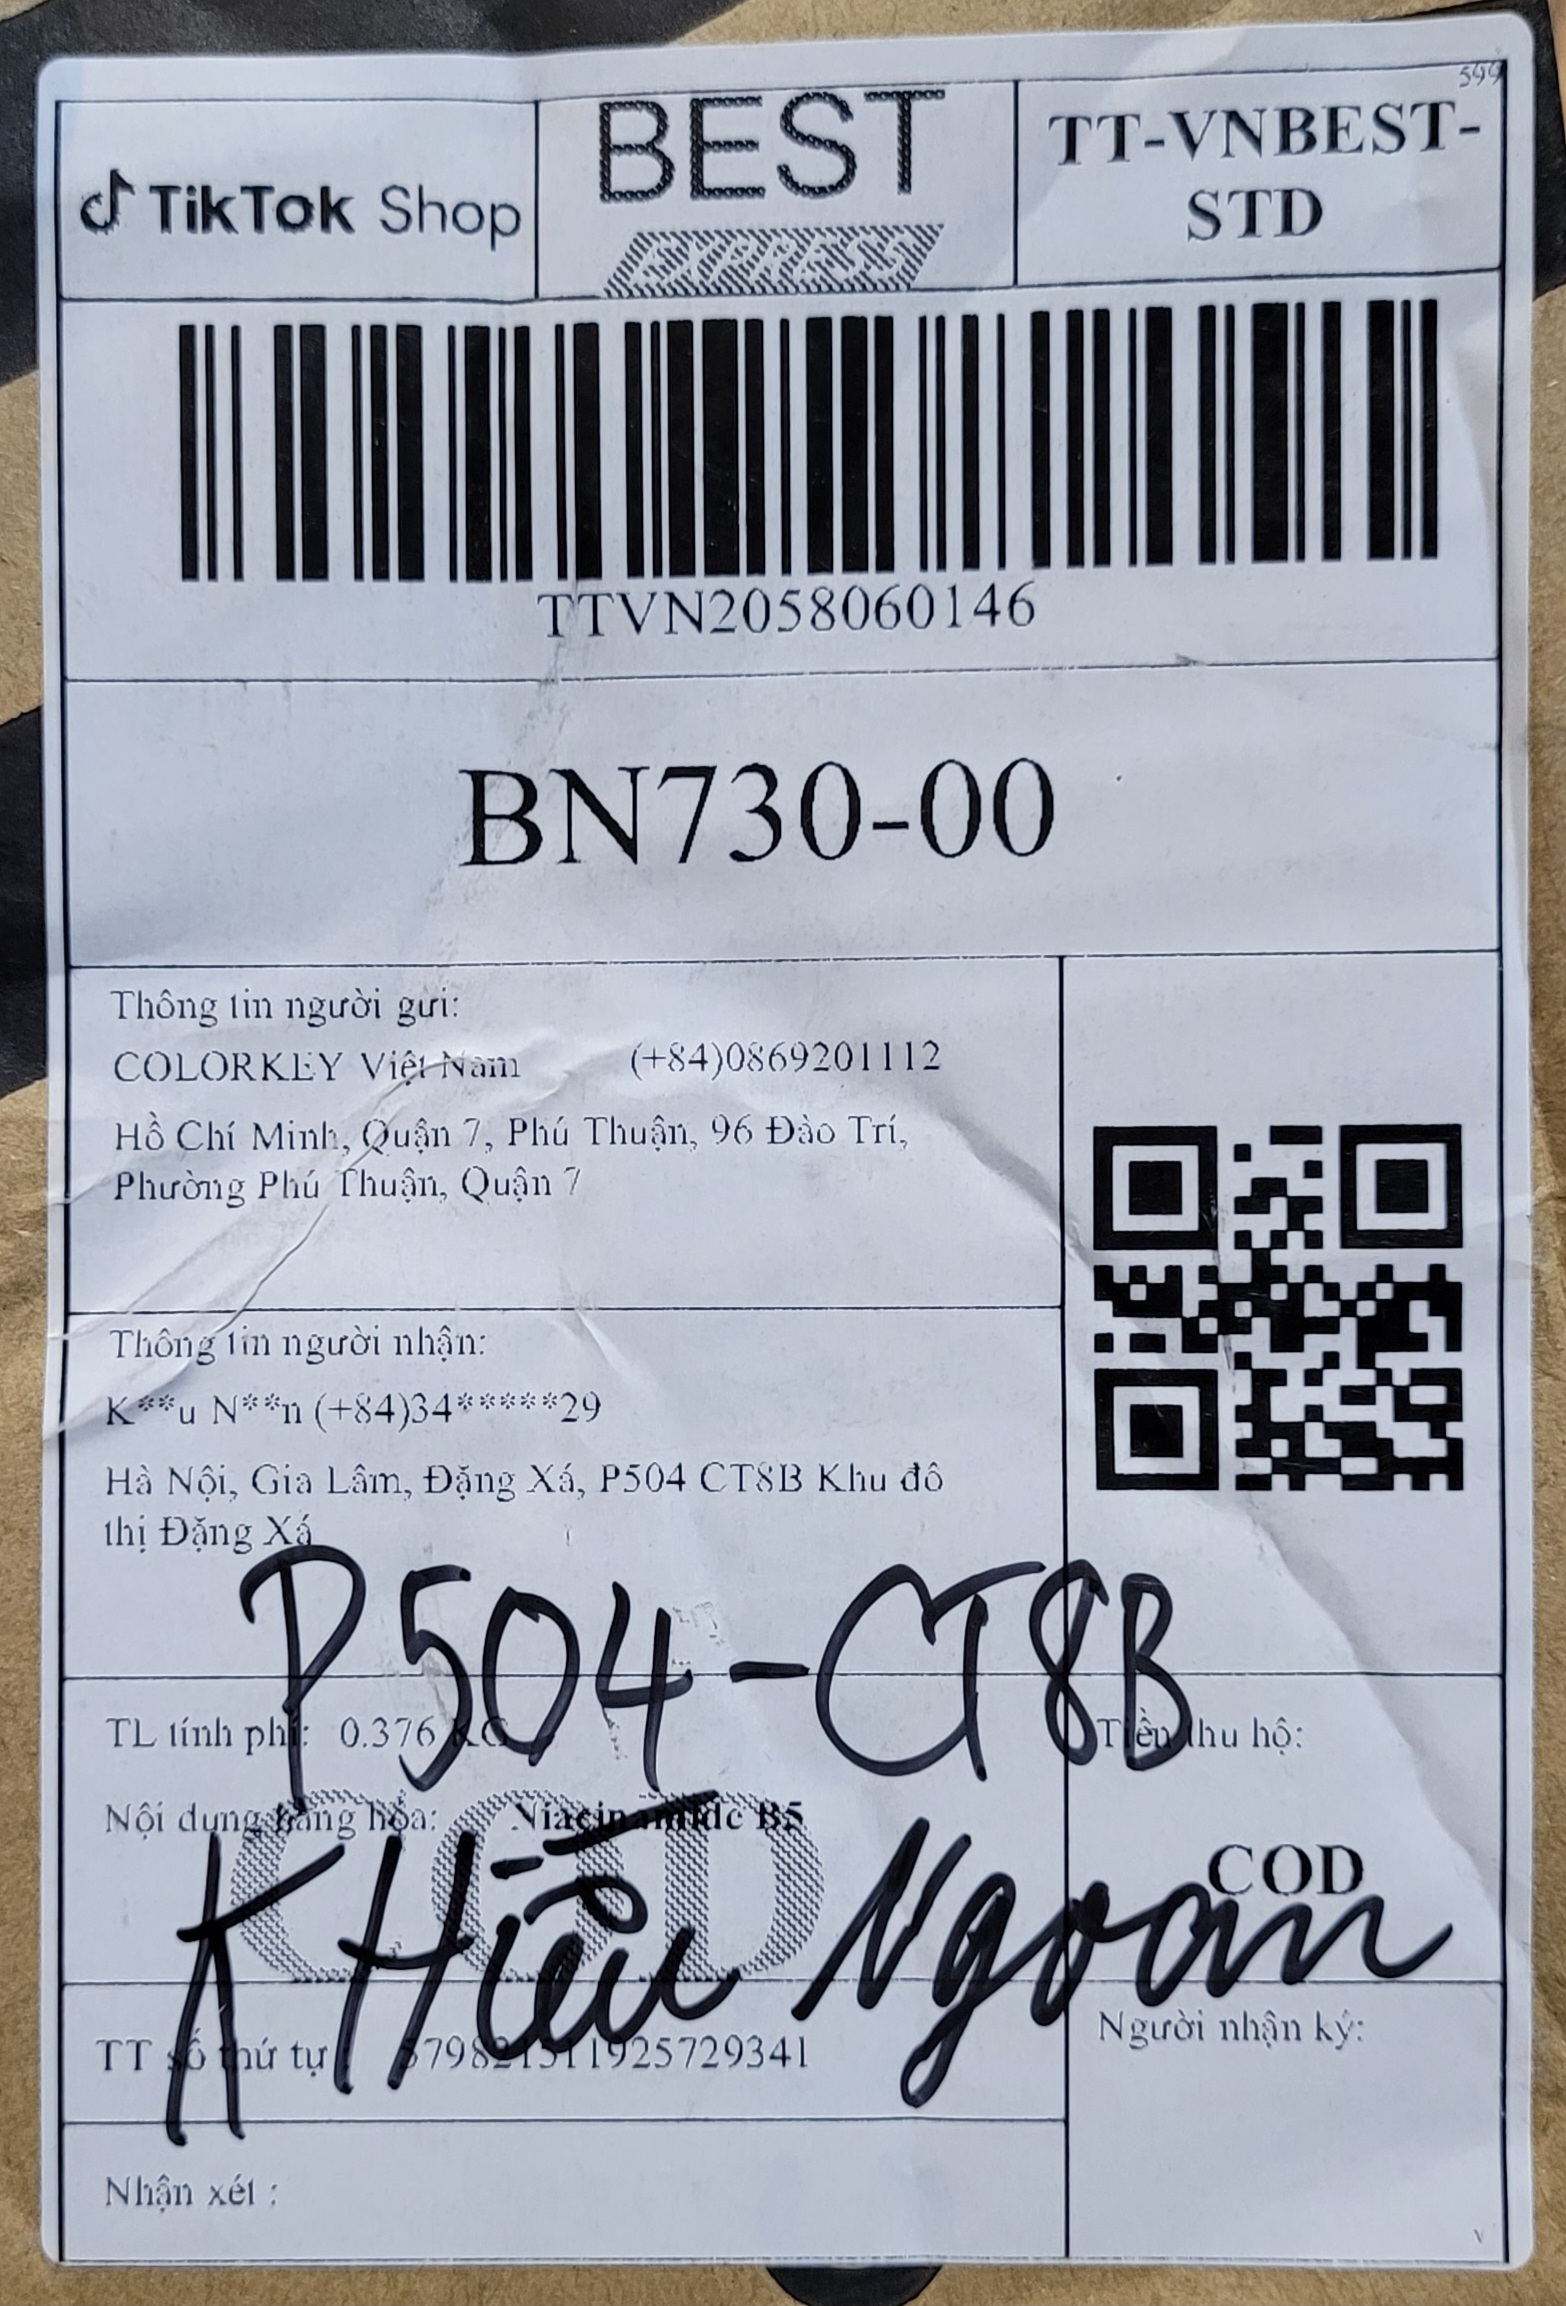 599
TikTok Shop
BEST
EXPRESS
TT-VNBEST-
STD
TTVN2058060146
BN730-00
Thông tin người gửi:
COLORKEY Việt Nam (+84)0869201112
Hồ Chí Minh, Quận 7, Phú Thuận, 96 Đào Trí,
Phường Phú Thuận, Quận 7
Thông tin người nhận:
K**u N**n (+84)34*****29
Hà Nội, Gia Lâm, Đặng Xá, P504 CT8B Khu đô
thị Đặng Xá
P504-CT8B
TL tính phí: 0.376 KG
Tiền thu hộ:
Nội dung hàng hóa: Niacinamide B5
COD
COD
KHiều Ngoan
TT số thứ tự : 579821511925729341
Người nhận ký:
Nhận xét :
V